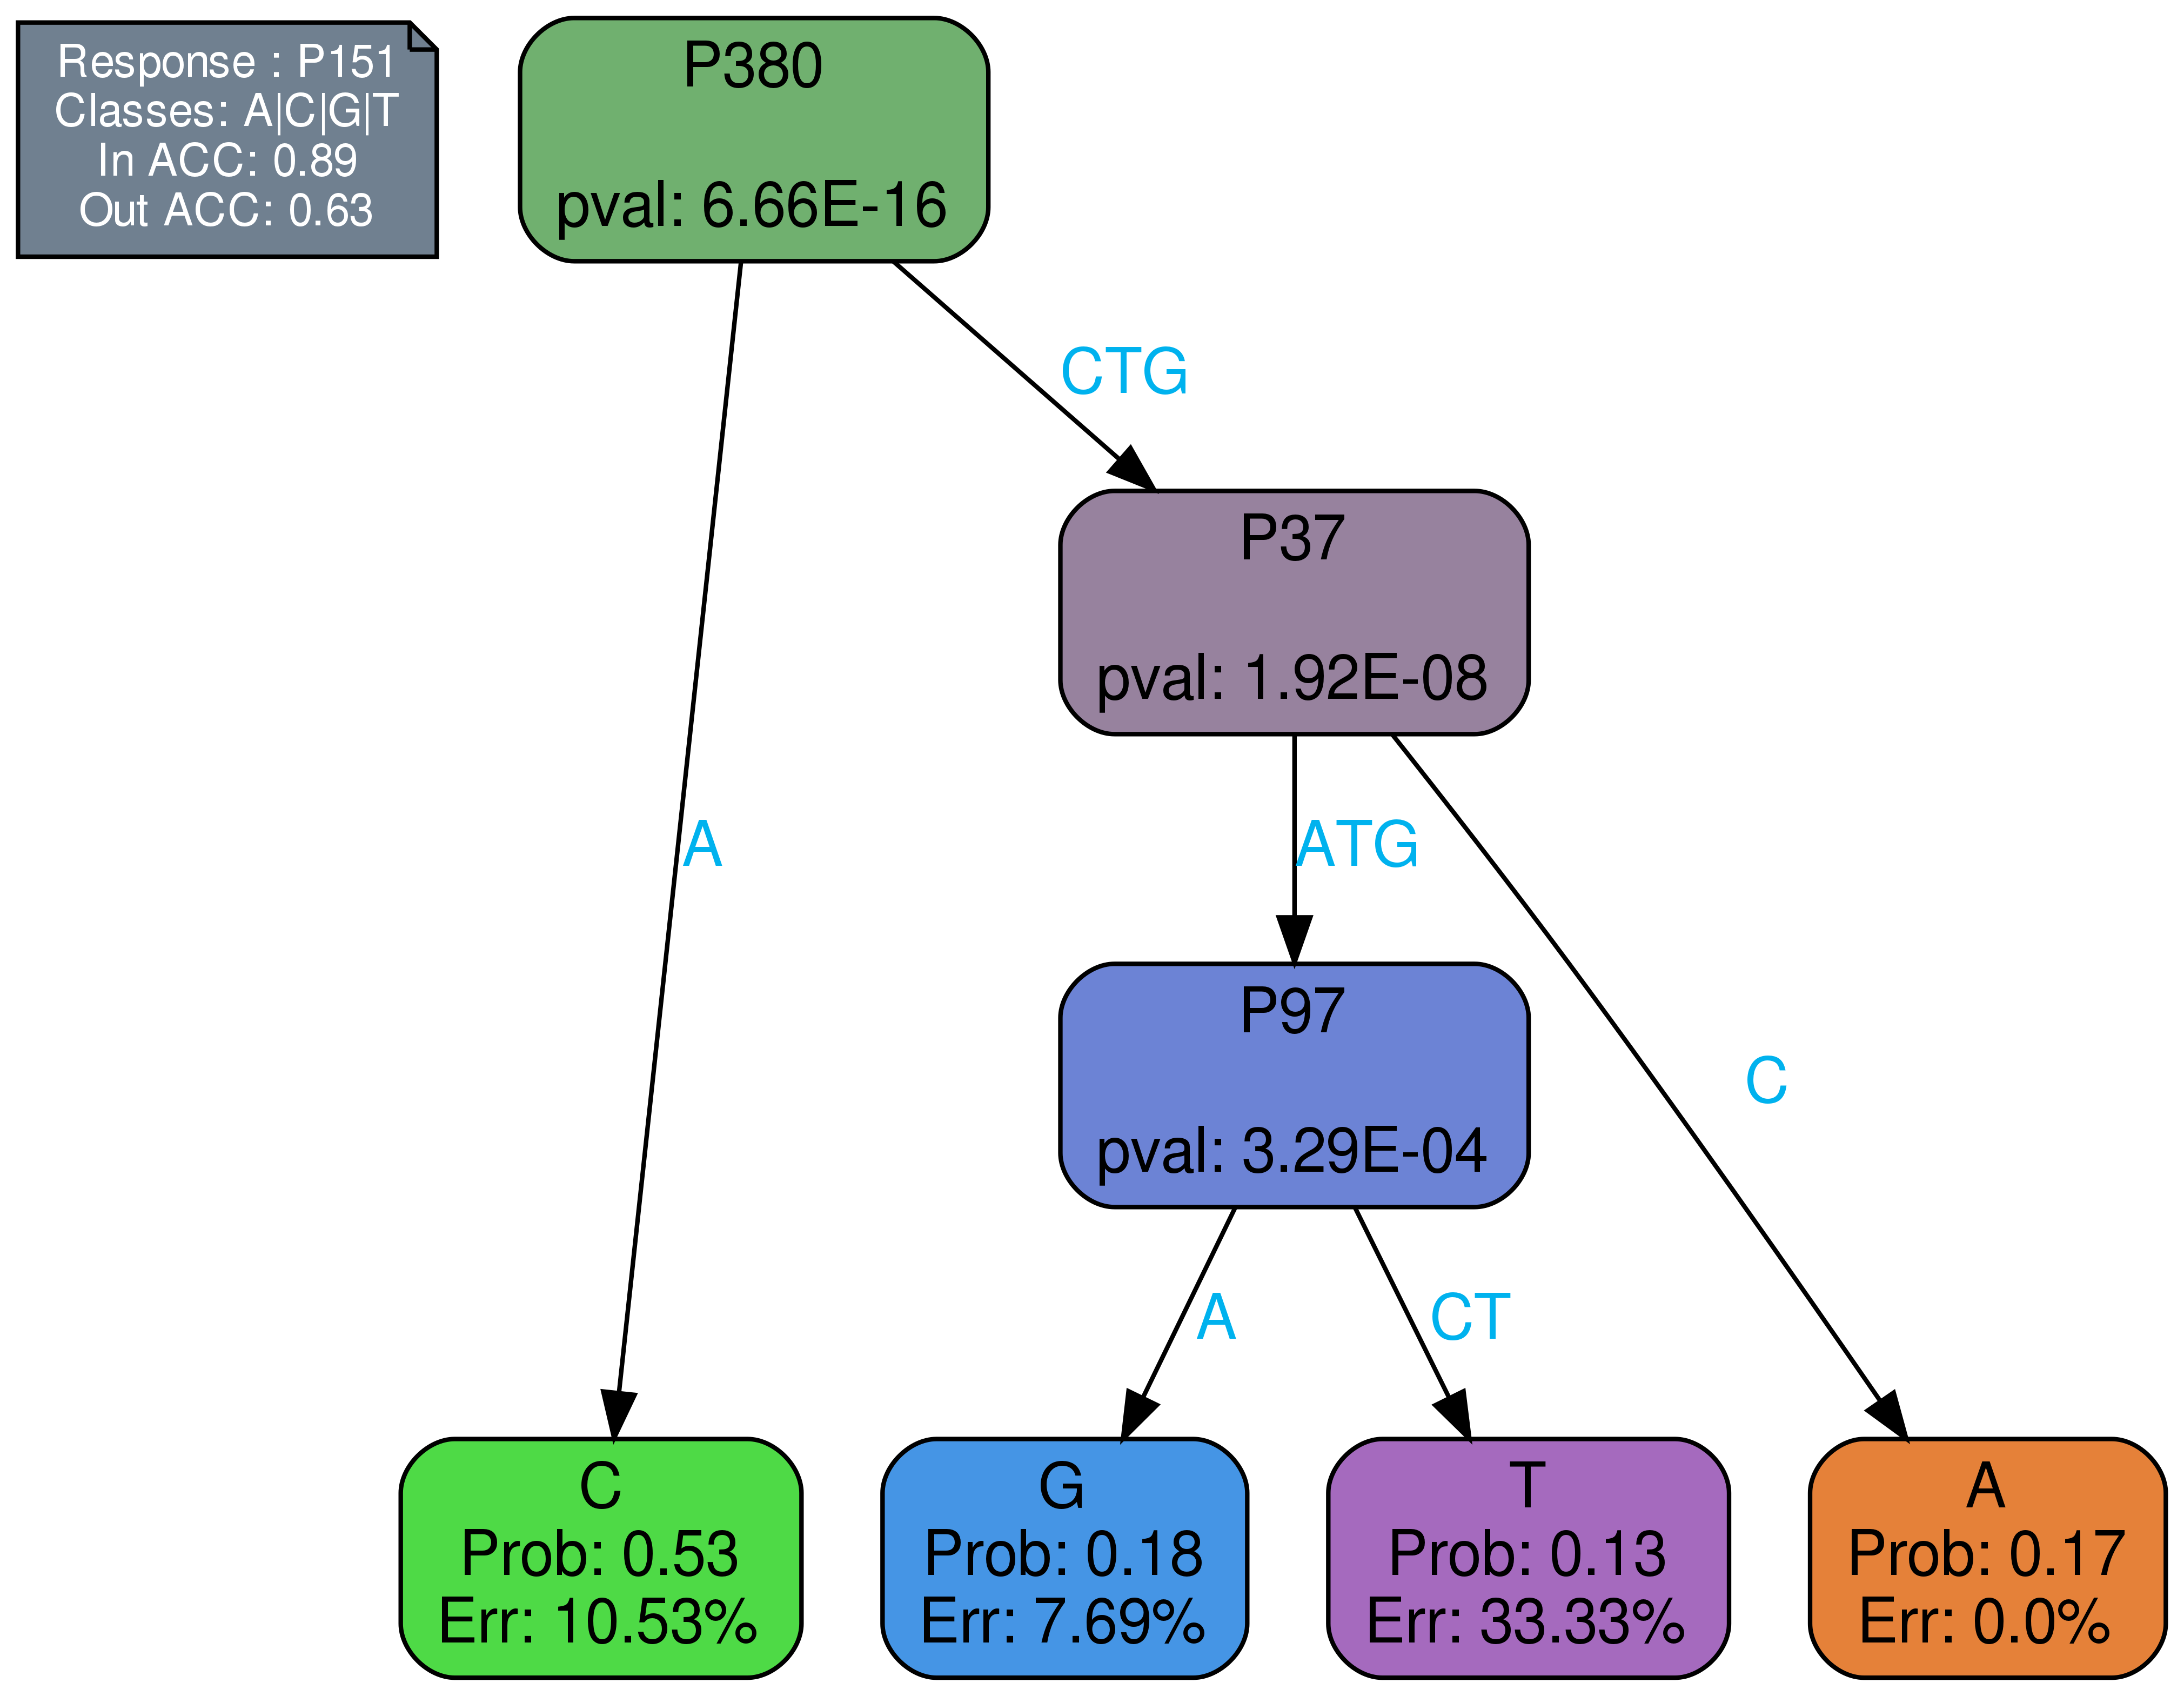 Response : P151
Classes: A|C|G|T
In ACC: 0.89
Out ACC: 0.63
P380
pval: 6.66E-16
CTG
P37
pval: 1.92E-08
A
ATG
P97
pval: 3.29E-04
C
A
CT
C
Prob: 0.53
Err: 10.53%
G
Prob: 0.18
Err: 7.69%
T
Prob: 0.13
Err: 33.33%
A
Prob: 0.17
Err: 0.0%